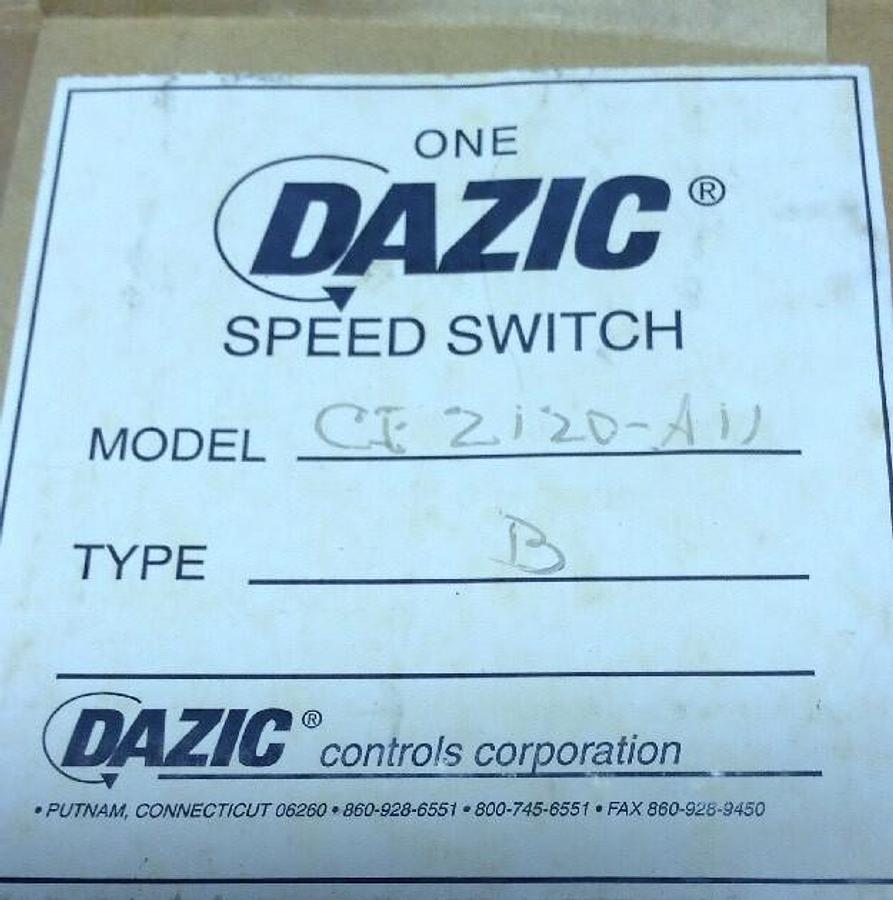 ONE
DAZIC®
SPEED SWITCH
MODEL CE 2120-A11
TYPE B
DAZIC® controls corporation
• PUTNAM, CONNECTICUT 06260 • 860-928-6551 • 800-745-6551 • FAX 860-928-9450